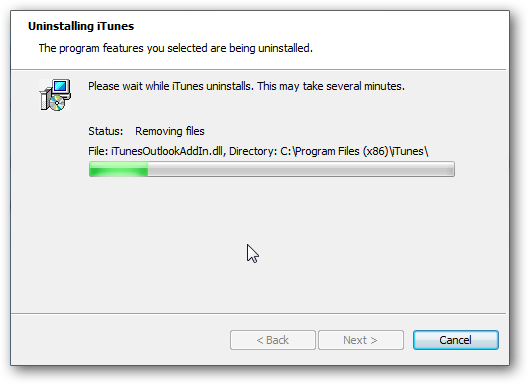 Uninstalling iTunes
The program features you selected are being uninstalled.
Please wait while iTunes uninstalls. This may take several minutes.
Status: Removing files
File: iTunesOutlookAddIn.dll, Directory: C:\Program Files (x86)\iTunes\
< Back
Next >
Cancel